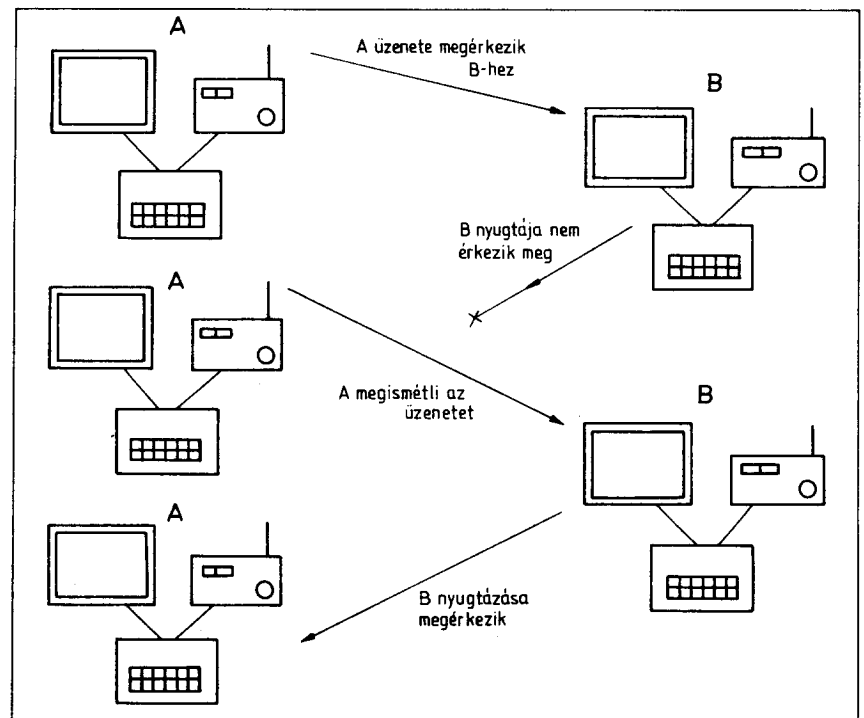 A
A üzenete megérkezik
B-hez
B
B nyugtája nem
érkezik meg
A
A megismétli az
üzenetet
B
A
B nyugtázása
megérkezik